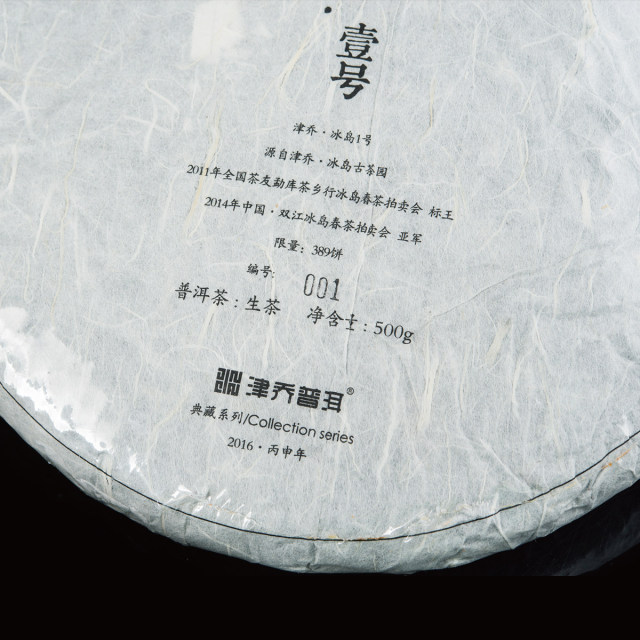 ·壹号
津乔·冰岛1号
源自津乔·冰岛古茶园
2011年全国茶友勐库茶乡行冰岛春茶拍卖会 标王
2014年中国·双江冰岛春茶拍卖会 亚军
限量：389饼
编号: 001
普洱茶：生茶 净含量：500g
津乔普洱®
典藏系列/Collection series
2016·丙申年